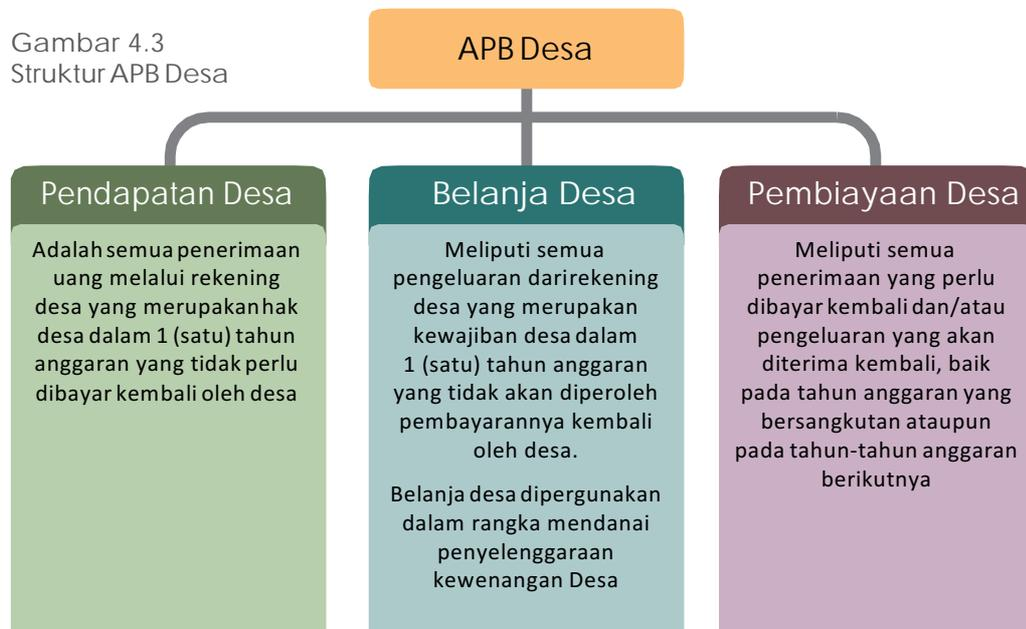 Gambar 4.3
Struktur APB Desa
APB Desa
Pendapatan Desa
Adalah semua penerimaan
uang melalui rekening
desa yang merupakan hak
desa dalam 1 (satu) tahun
anggaran yang tidak perlu
dibayar kembali oleh desa
Belanja Desa
Meliputi semua
pengeluaran dari rekening
desa yang merupakan
kewajiban desa dalam
1 (satu) tahun anggaran
yang tidak akan diperoleh
pembayarannya kembali
oleh desa.
Belanja desa dipergunakan
dalam rangka mendanai
penyelenggaraan
kewenangan Desa
Pembiayaan Desa
Meliputi semua
penerimaan yang perlu
dibayar kembali dan/atau
pengeluaran yang akan
diterima kembali, baik
pada tahun anggaran yang
bersangkutan ataupun
pada tahun-tahun anggaran
berikutnya